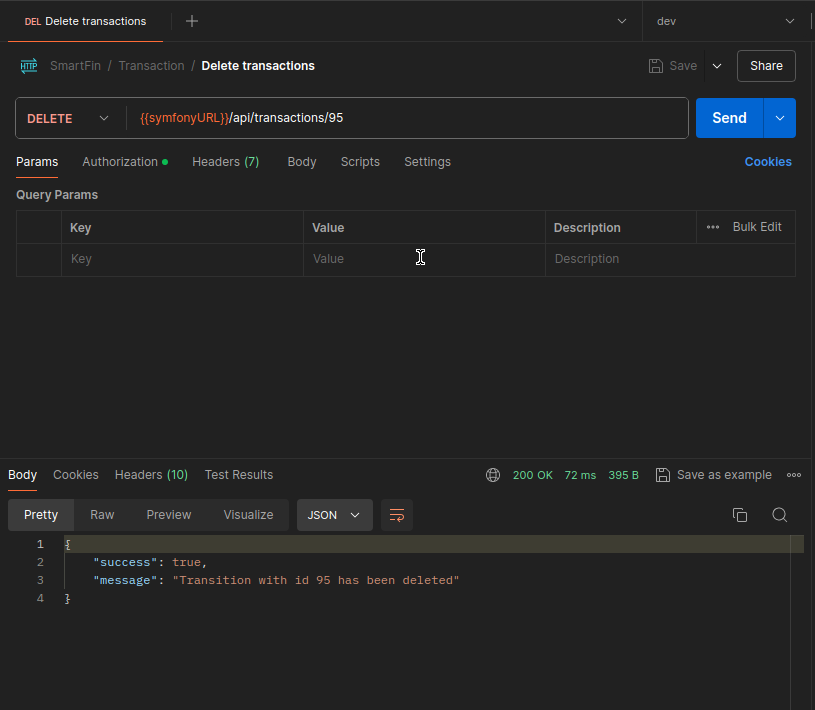 DEL Delete transactions
dev
HTTP SmartFin / Transaction / Delete transactions Save Share
DELETE {{symfonyURL}}/api/transactions/95 Send
Params Authorization Headers (7) Body Scripts Settings Cookies
Query Params
Key Value Description Bulk Edit
Key Value Description
Body Cookies Headers (10) Test Results 200 OK 72 ms 395 B Save as example
Pretty Raw Preview Visualize JSON
1 {
2 "success": true,
3 "message": "Transition with id 95 has been deleted"
4 }